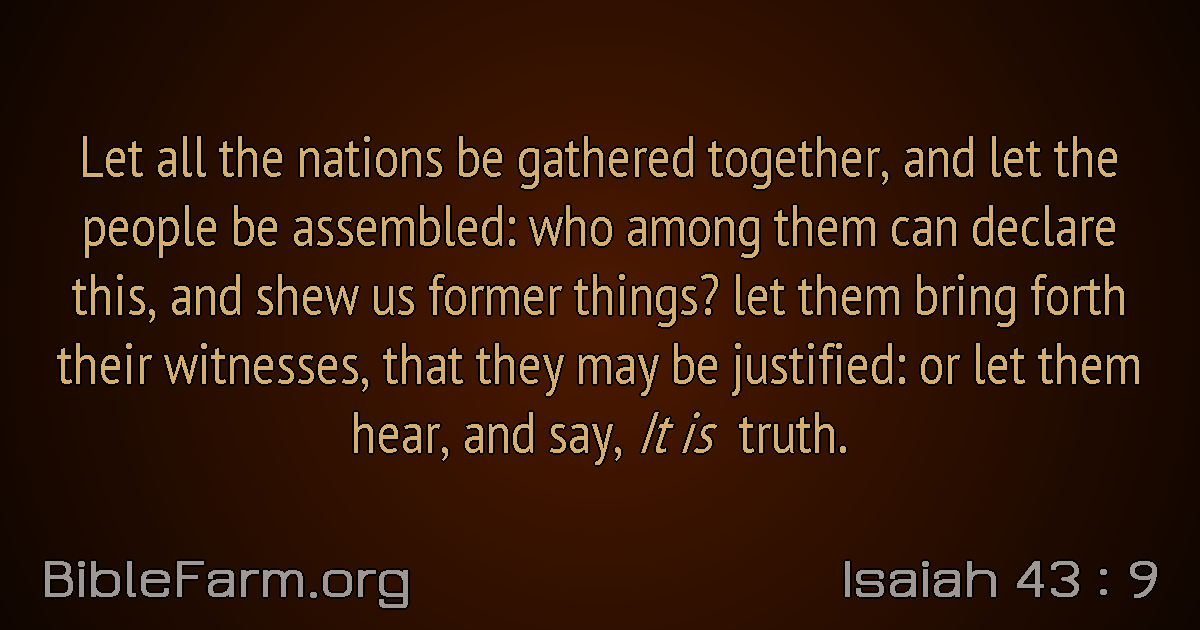 Let all the nations be gathered together, and let the
people be assembled: who among them can declare
this, and shew us former things? let them bring forth
their witnesses, that they may be justified: or let them
hear, and say, It is truth.
BibleFarm.org
Isaiah 43 : 9